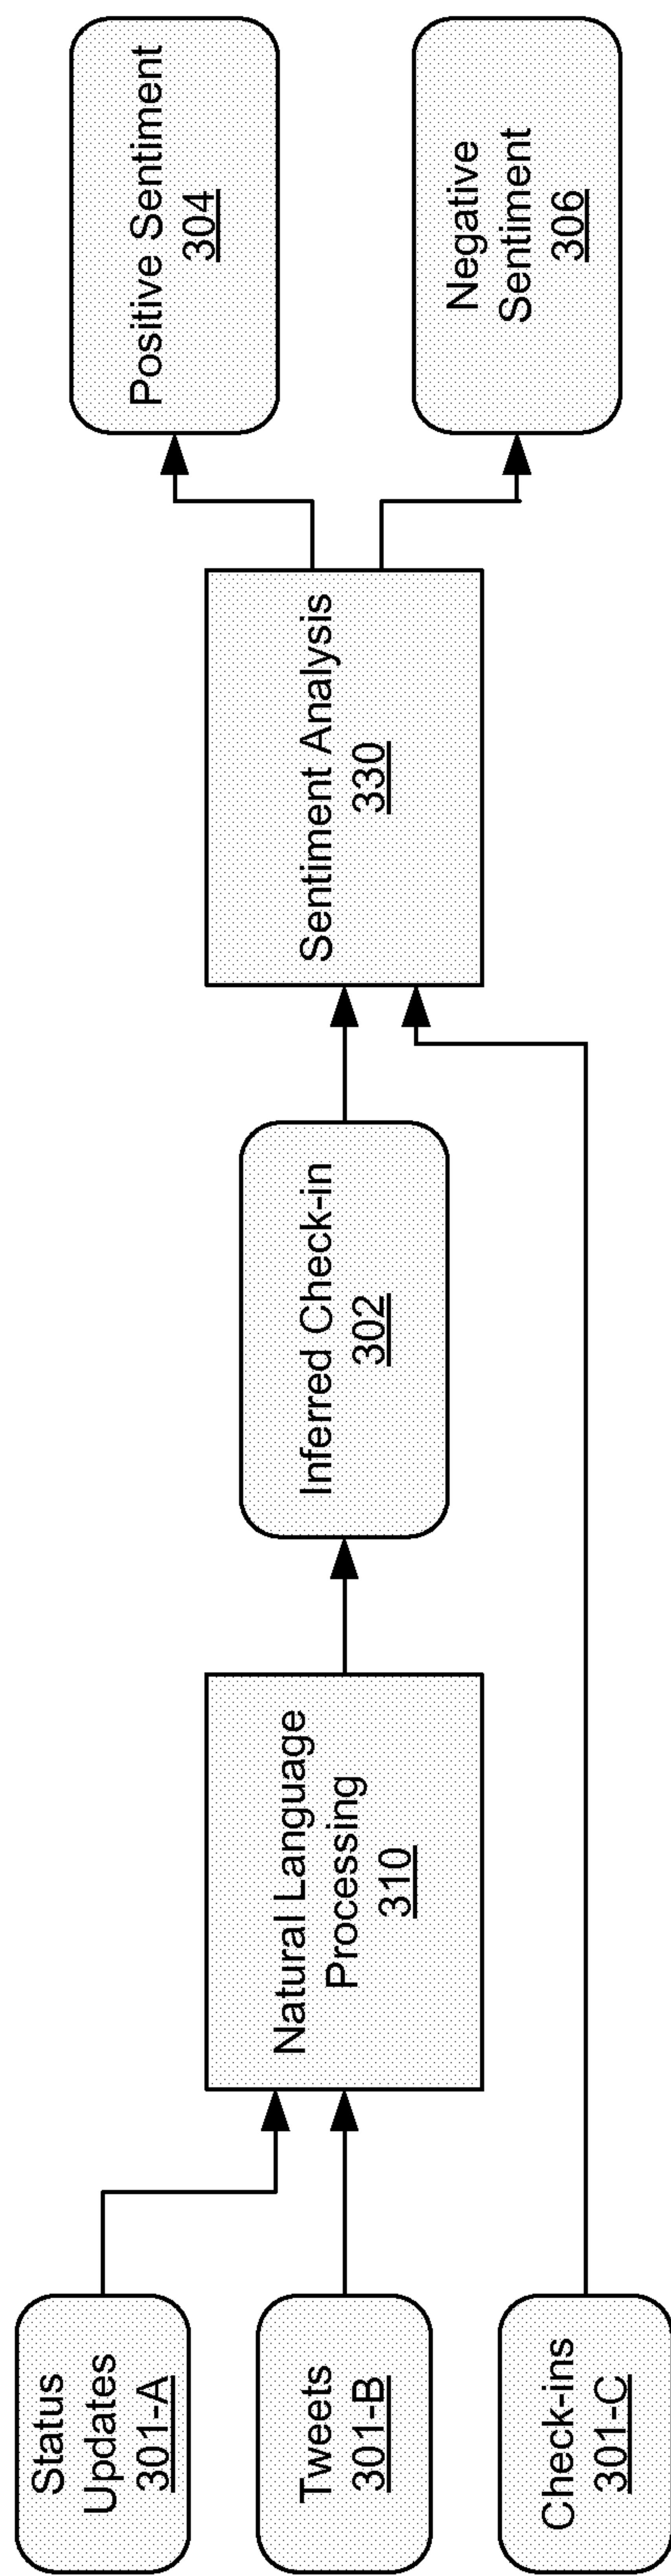 Status
Updates
301-A
Tweets
301-B
Check-ins
301-C
Natural Language
Processing
310
Inferred Check-in
302
Sentiment Analysis
330
Positive Sentiment
304
Negative
Sentiment
306